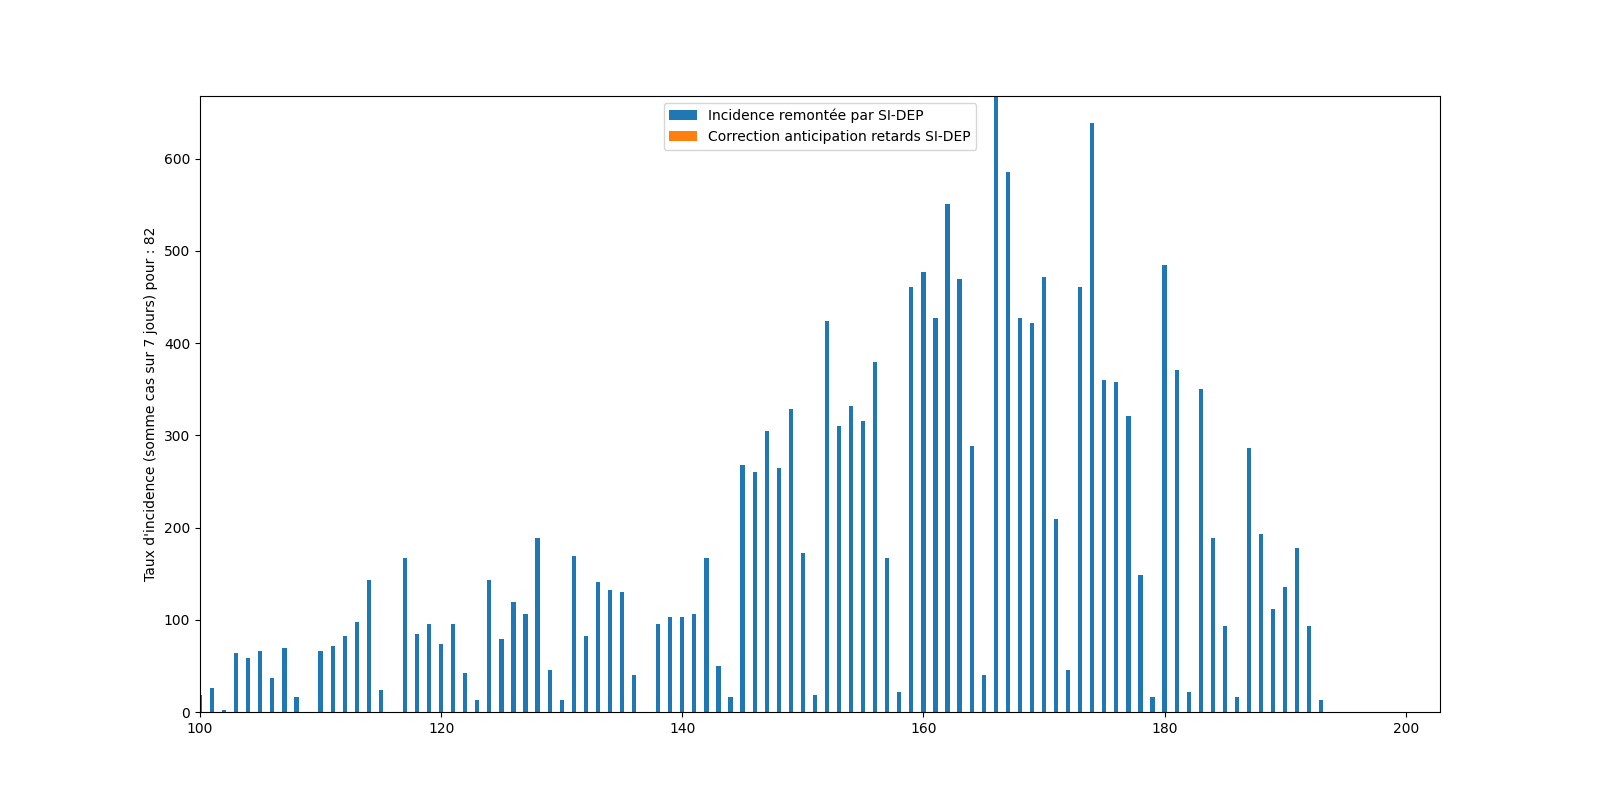 Incidence remontée par SI-DEP
Correction anticipation retards SI-DEP
Taux d'incidence (somme cas sur 7 jours) pour : 82
600
500
400
300
200
100
0
100 120 140 160 180 200